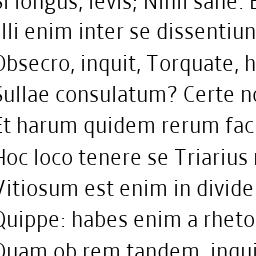 si longus, levis; Nihil sane.
Illi enim inter se dissentiun
Obsecro, inquit, Torquate, h
Sullae consulatum? Certe no
Et harum quidem rerum fac
Hoc loco tenere se Triarius
Vitiosum est enim in divide
Quippe: habes enim a rheto
Quam ob rem tandem, inqui